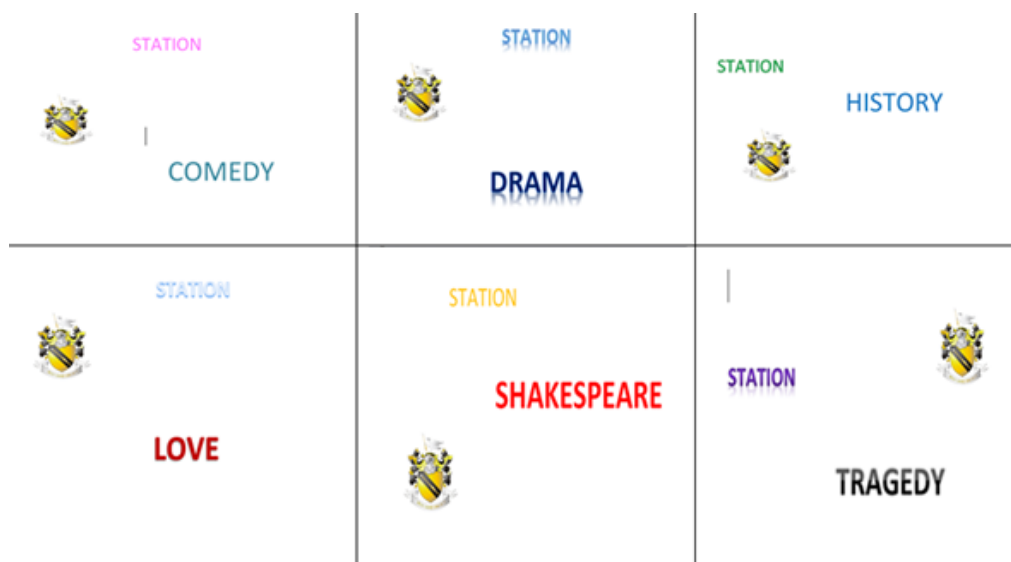 STATION
COMEDY
STATION
DRAMA
STATION
HISTORY
STATION
LOVE
STATION
SHAKESPEARE
STATION
TRAGEDY